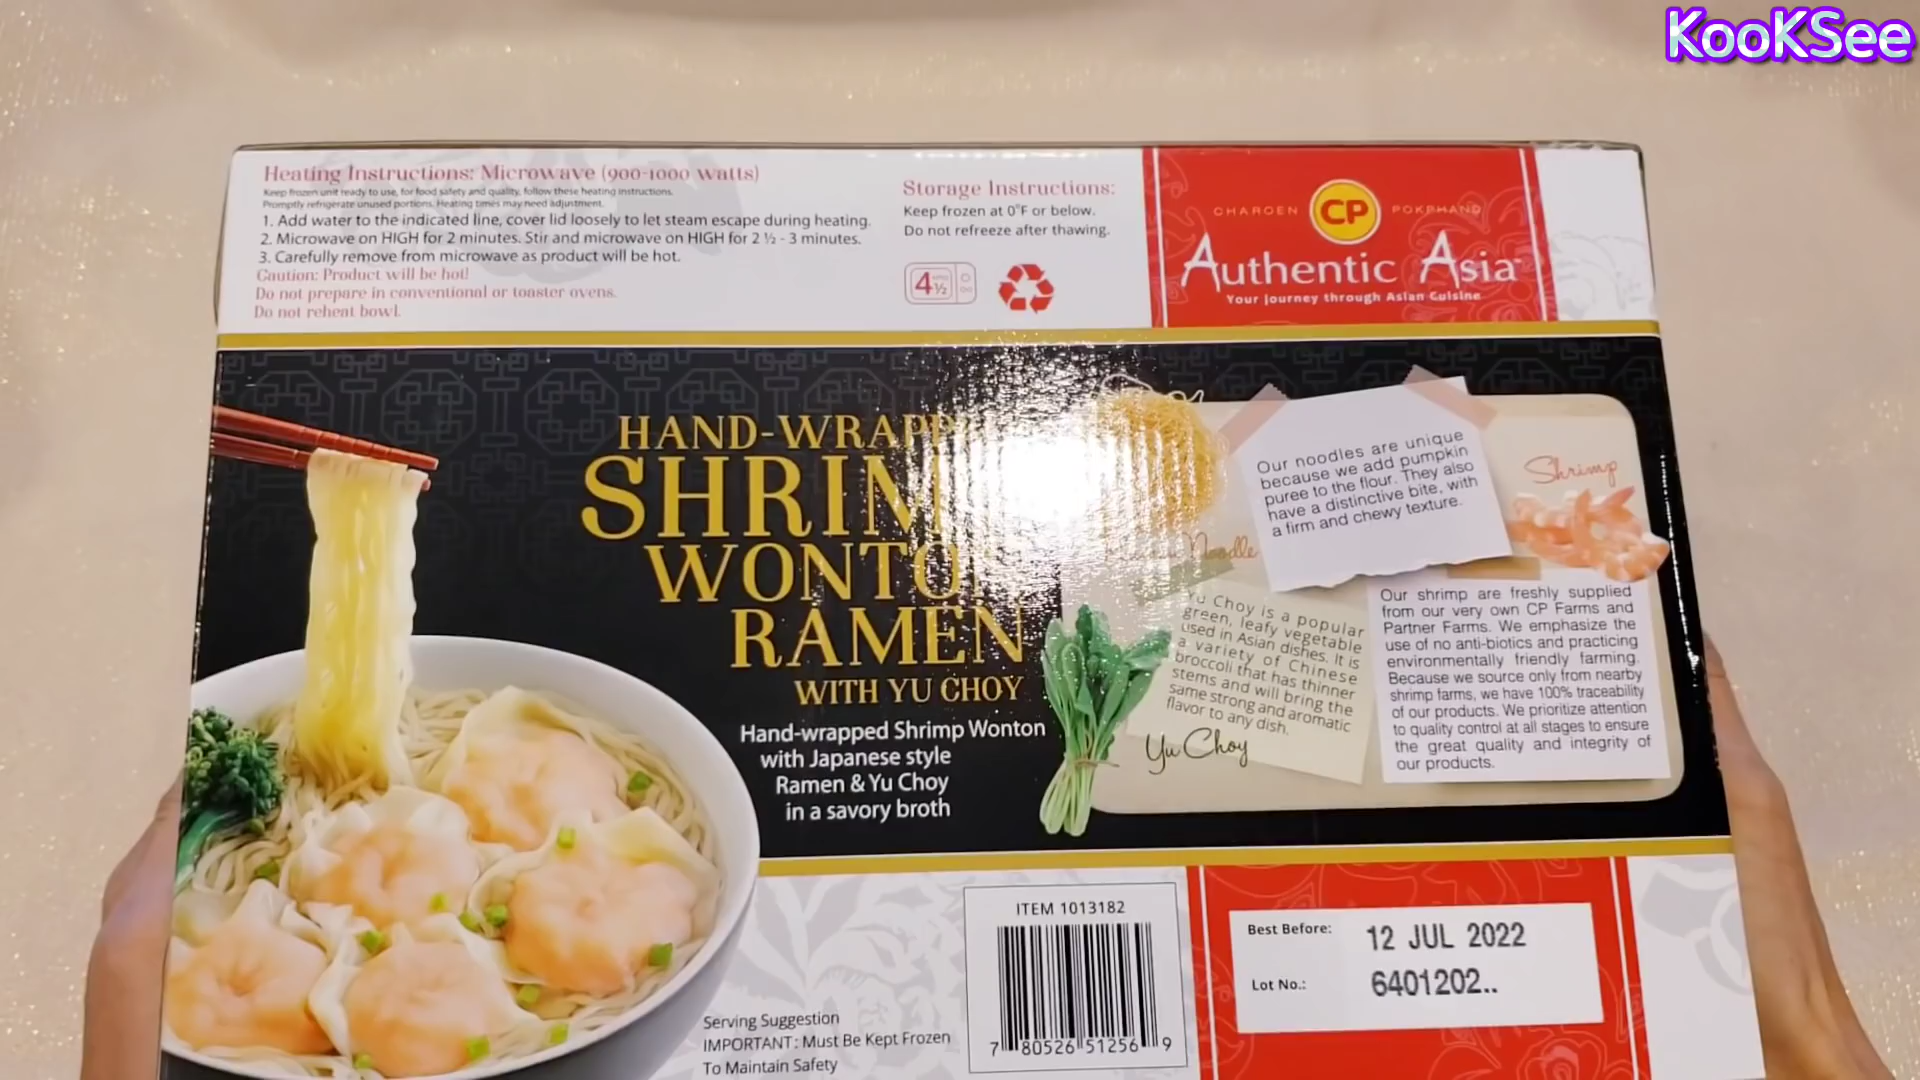 KooKSee
Heating Instructions: Microwave (900-1000 watts)
Keep frozen unit ready to use, for food safety and quality, follow these heating instructions.
Promptly refrigerate unused portions. Heating times may need adjustment.
1. Add water to the indicated line, cover lid loosely to let steam escape during heating.
2. Microwave on HIGH for 2 minutes. Stir and microwave on HIGH for 2 ½ - 3 minutes.
3. Carefully remove from microwave as product will be hot.
Caution: Product will be hot!
Do not prepare in conventional or toaster ovens.
Do not reheat bowl.
Storage Instructions:
Keep frozen at 0°F or below.
Do not refreeze after thawing.
4 ½
CHAROEN CP POKPHAND
Authentic Asia
Your Journey through Asian Cuisine
HAND-WRAPP
SHRIM
WONTO
RAMEN
WITH YU CHOY
Hand-wrapped Shrimp Wonton
with Japanese style
Ramen & Yu Choy
in a savory broth
Noodle
Our noodles are unique
because we add pumpkin
puree to the flour. They also
have a distinctive bite, with
a firm and chewy texture.
Shrimp
Yu Choy is a popular
green, leafy vegetable
used in Asian dishes. It is
a variety of Chinese
broccoli that has thinner
stems and will bring the
same strong and aromatic
flavor to any dish.
Yu Choy
Our shrimp are freshly supplied
from our very own CP Farms and
Partner Farms. We emphasize the
use of no anti-biotics and practicing
environmentally friendly farming.
Because we source only from nearby
shrimp farms, we have 100% traceability
of our products. We prioritize attention
to quality control at all stages to ensure
the great quality and integrity of
our products.
Serving Suggestion
IMPORTANT: Must Be Kept Frozen
To Maintain Safety
ITEM 1013182
7 80526 51256 9
Best Before: 12 JUL 2022
Lot No.: 6401202..